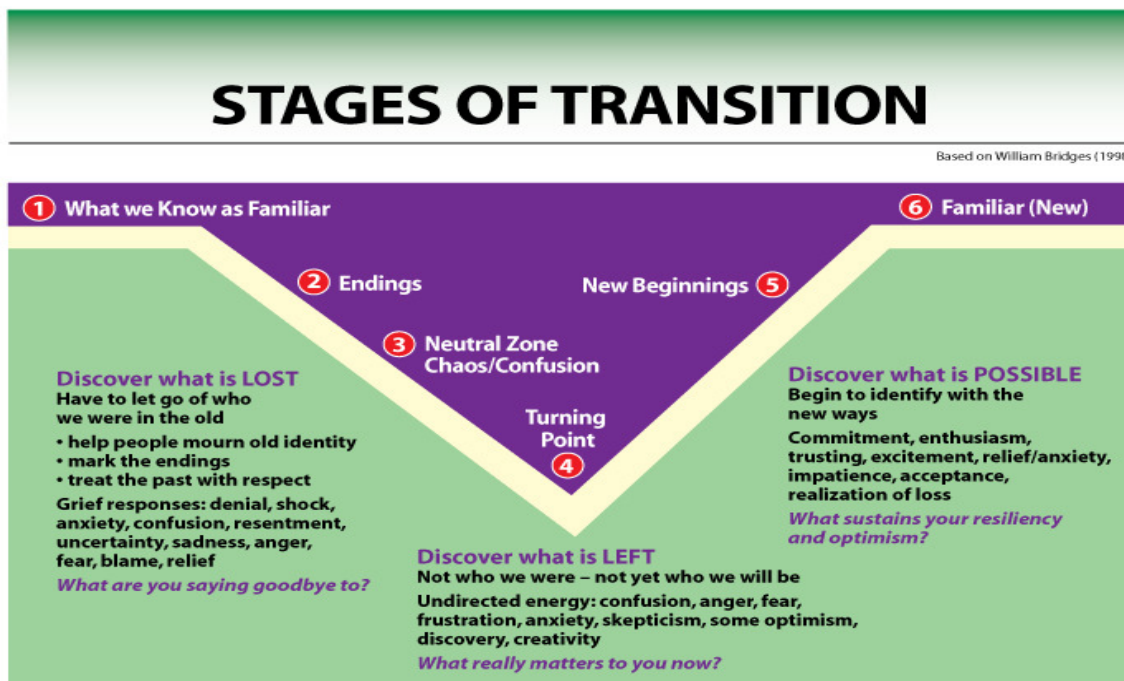 STAGES OF TRANSITION
Based on William Bridges (1998
1 What we Know as Familiar
2 Endings
3 Neutral Zone
Chaos/Confusion
Turning
Point
4
New Beginnings 5
6 Familiar (New)
Discover what is LOST
Have to let go of who
we were in the old
• help people mourn old identity
• mark the endings
• treat the past with respect
Grief responses: denial, shock,
anxiety, confusion, resentment,
uncertainty, sadness, anger,
fear, blame, relief
What are you saying goodbye to?
Discover what is LEFT
Not who we were – not yet who we will be
Undirected energy: confusion, anger, fear,
frustration, anxiety, skepticism, some optimism,
discovery, creativity
What really matters to you now?
Discover what is POSSIBLE
Begin to identify with the
new ways
Commitment, enthusiasm,
trusting, excitement, relief/anxiety,
impatience, acceptance,
realization of loss
What sustains your resiliency
and optimism?